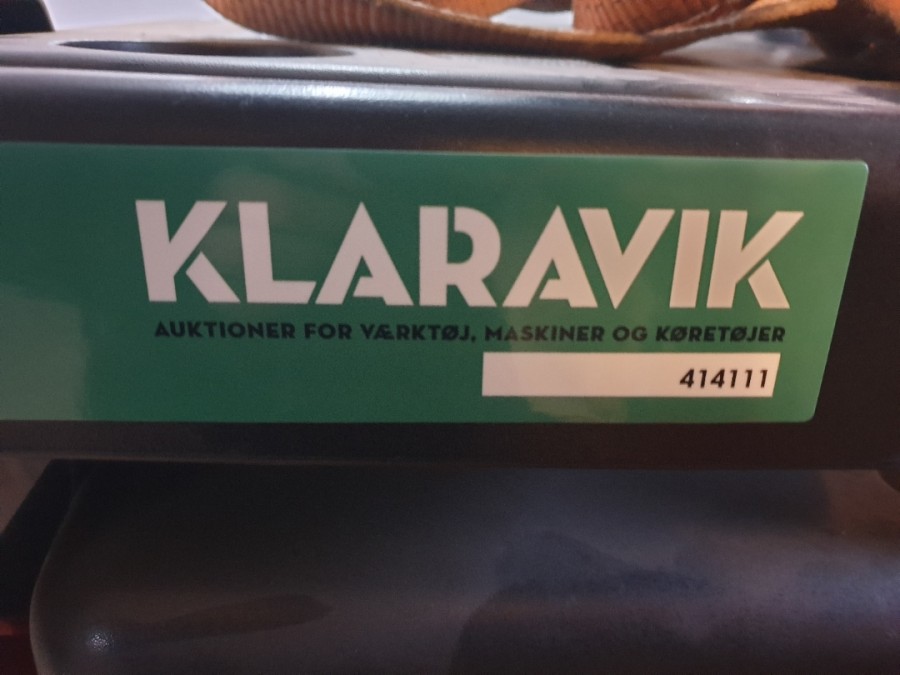 KLARAVIK
AUKTIONER FOR VÆRKTØJ, MASKINER OG KØRETØJER
414111